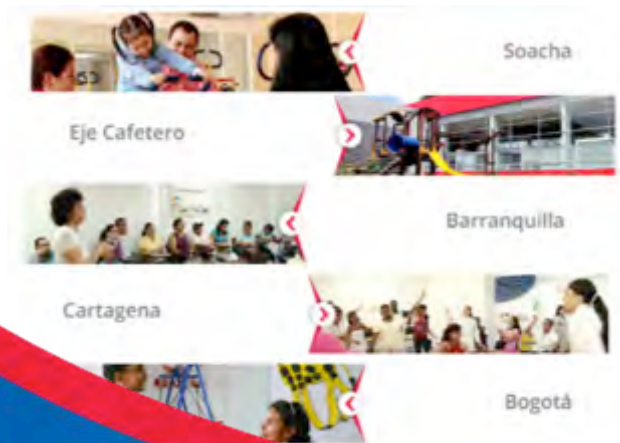 Soacha
Eje Cafetero
Barranquilla
Cartagena
Bogotá